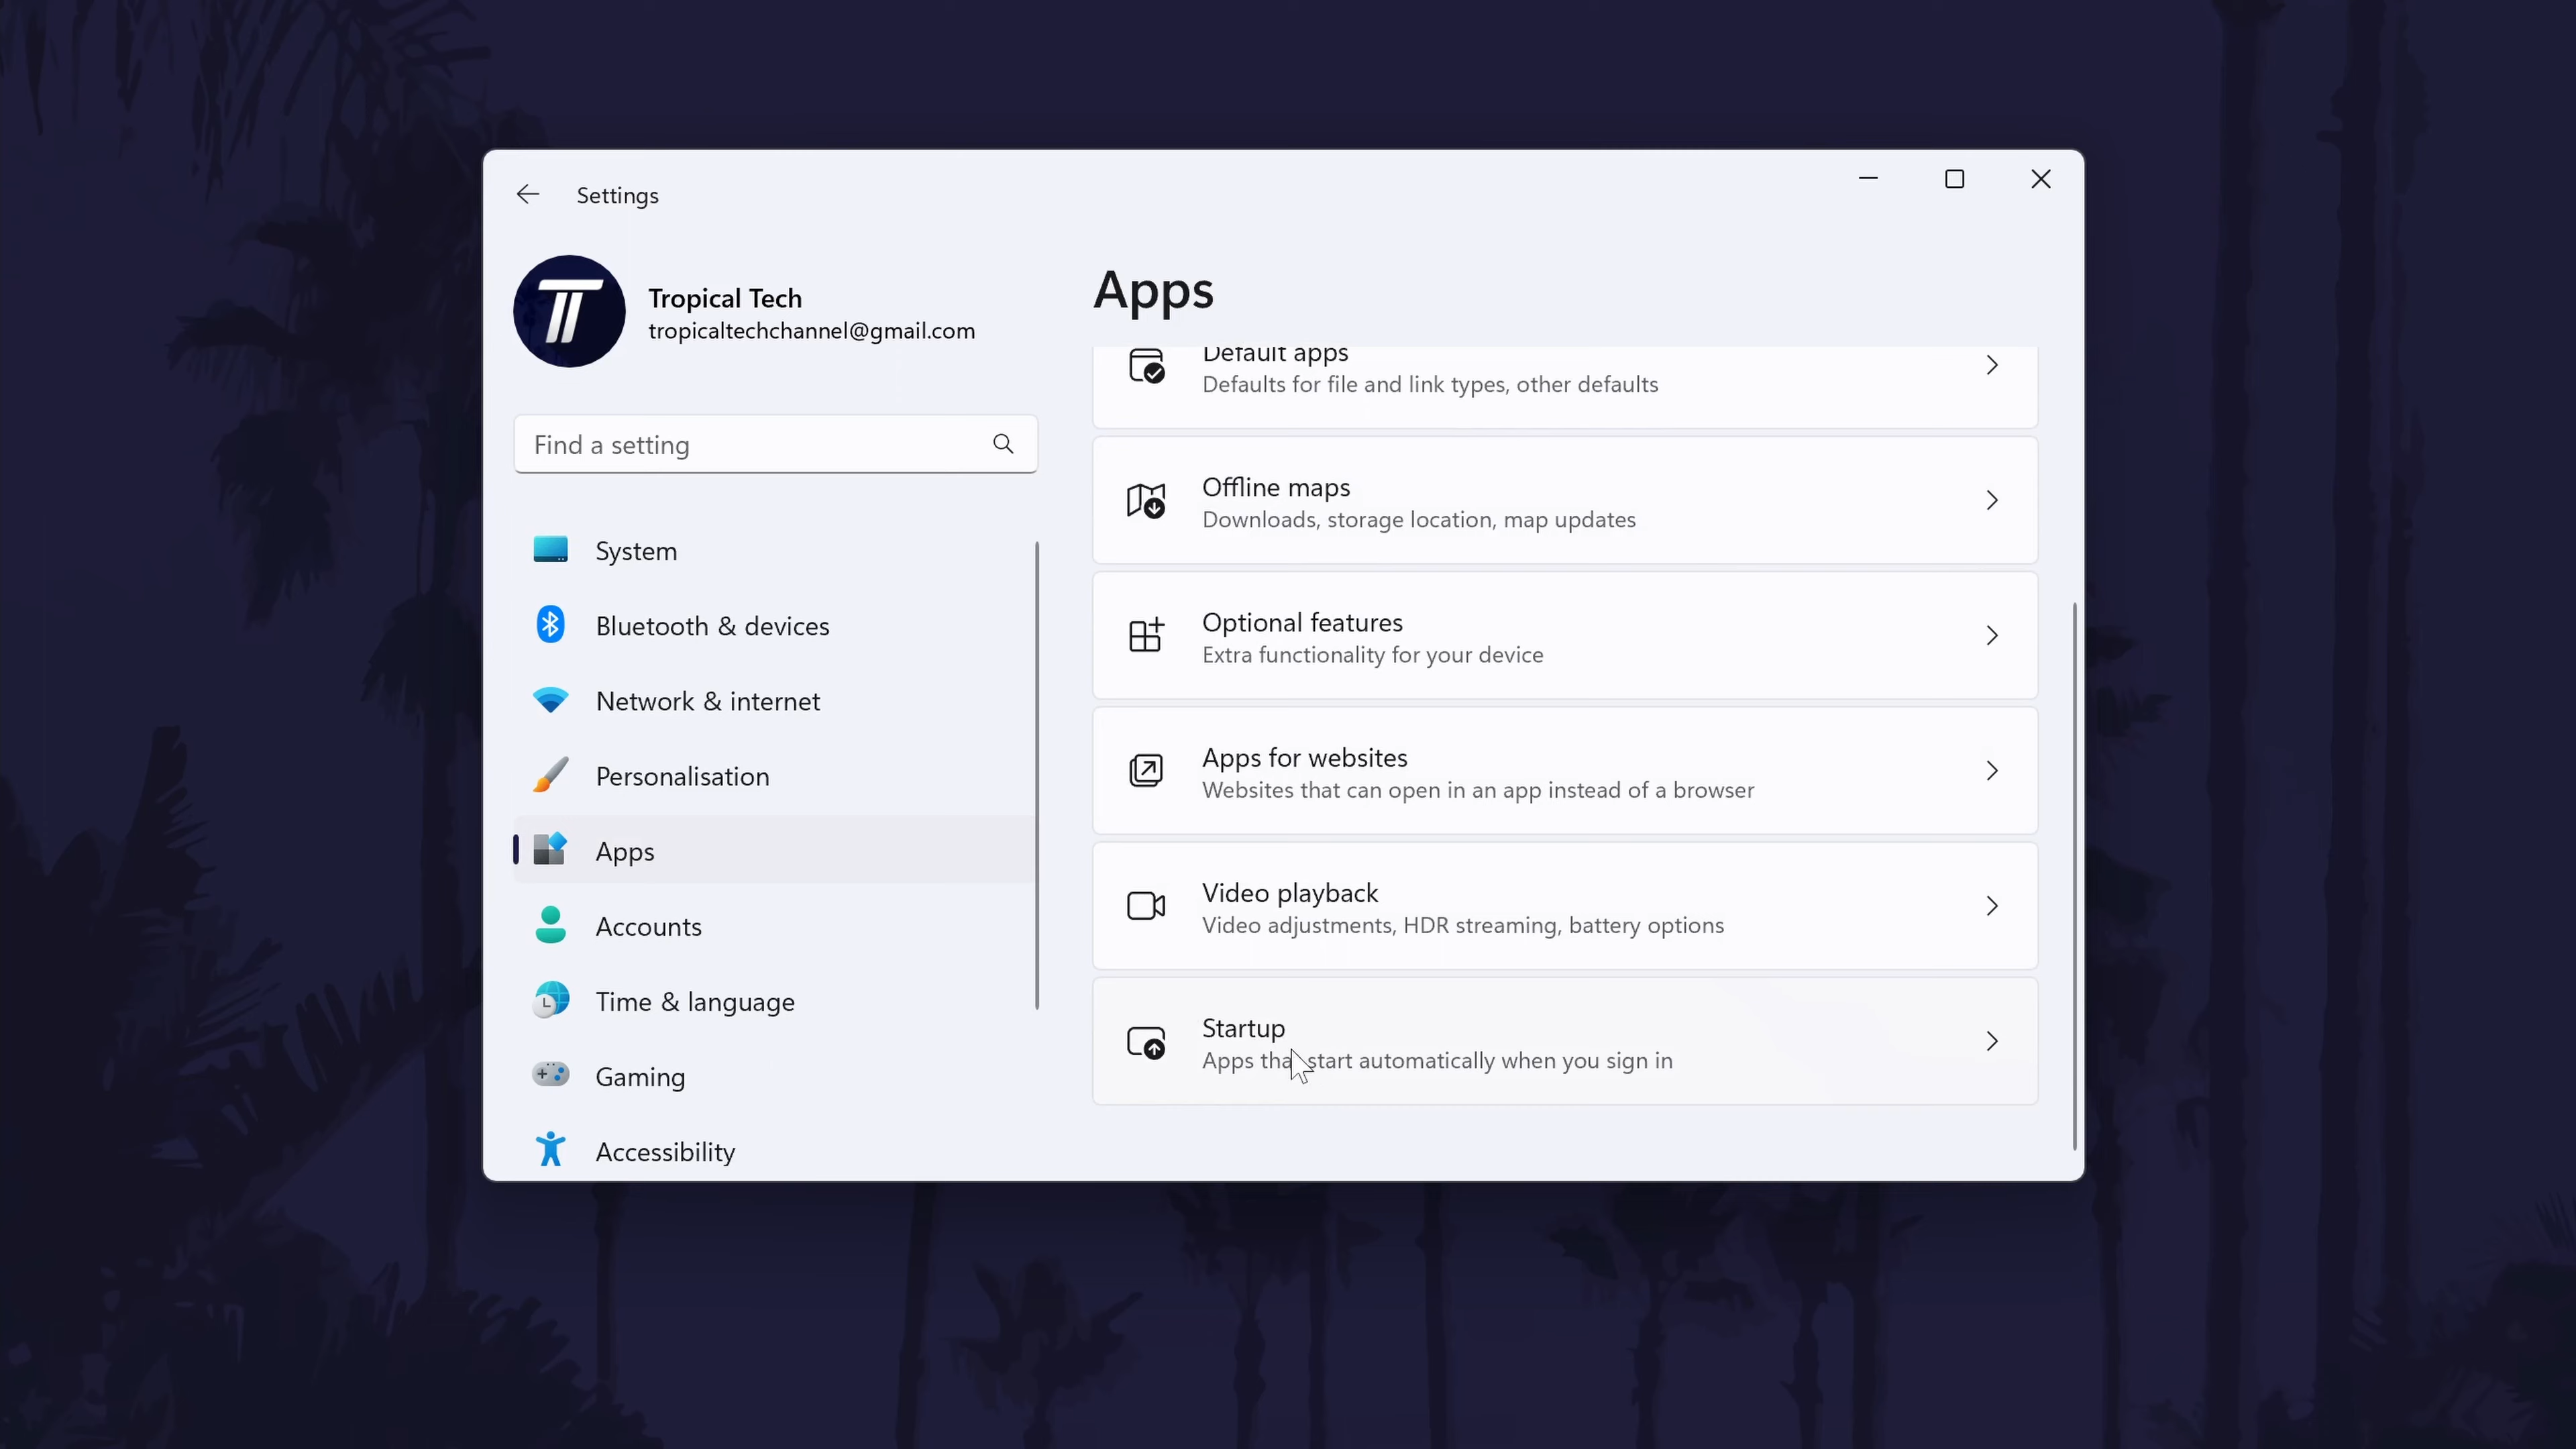 Settings
Tropical Tech
tropicaltechchannel@gmail.com
Find a setting
System
Bluetooth & devices
Network & internet
Personalisation
Apps
Accounts
Time & language
Gaming
Accessibility
Apps
Default apps
Defaults for file and link types, other defaults
Offline maps
Downloads, storage location, map updates
Optional features
Extra functionality for your device
Apps for websites
Websites that can open in an app instead of a browser
Video playback
Video adjustments, HDR streaming, battery options
Startup
Apps that start automatically when you sign in